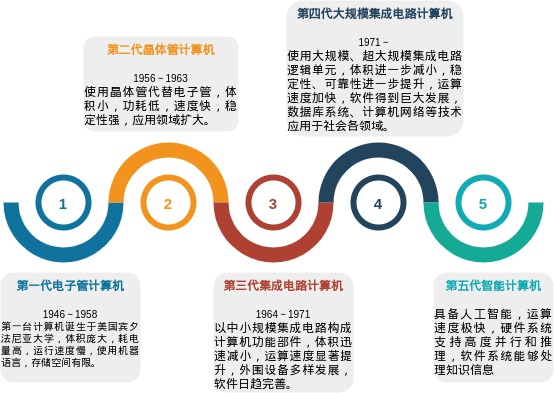 第四代大规模集成电路计算机
1971 ~
使用大规模、超大规模集成电路
逻辑单元，体积进一步减小，稳
定性、可靠性进一步提升，运算
速度加快，软件得到巨大发展，
数据库系统、计算机网络等技术
应用于社会各领域。
第二代晶体管计算机
1956 ~ 1963
使用晶体管代替电子管，体
积小，功耗低，速度快，稳
定性强，应用领域扩大。
1
2
3
4
5
第一代电子管计算机
1946 ~ 1958
第一台计算机诞生于美国宾夕
法尼亚大学，体积庞大，耗电
量高，运行速度慢，使用机器
语言，存储空间有限。
第三代集成电路计算机
1964 ~ 1971
以中小规模集成电路构成
计算机功能部件，体积迅
速减小，运算速度显著提
升，外围设备多样发展，
软件日趋完善。
第五代智能计算机
具备人工智能，运算
速度极快，硬件系统
支持高度并行和推
理，软件系统能够处
理知识信息